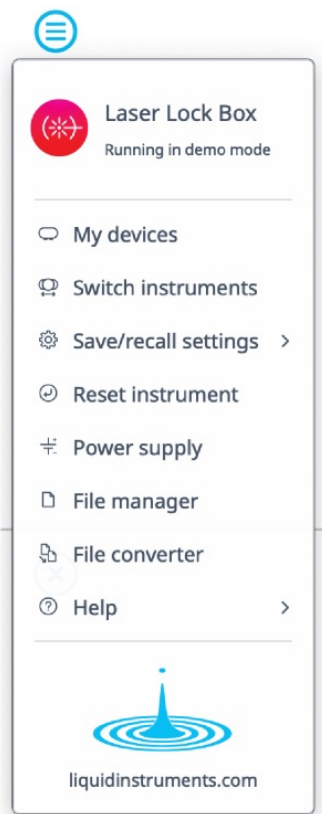 Laser Lock Box
Running in demo mode
My devices
Switch instruments
Save/recall settings
Reset instrument
Power supply
File manager
File converter
Help
liquidinstruments.com